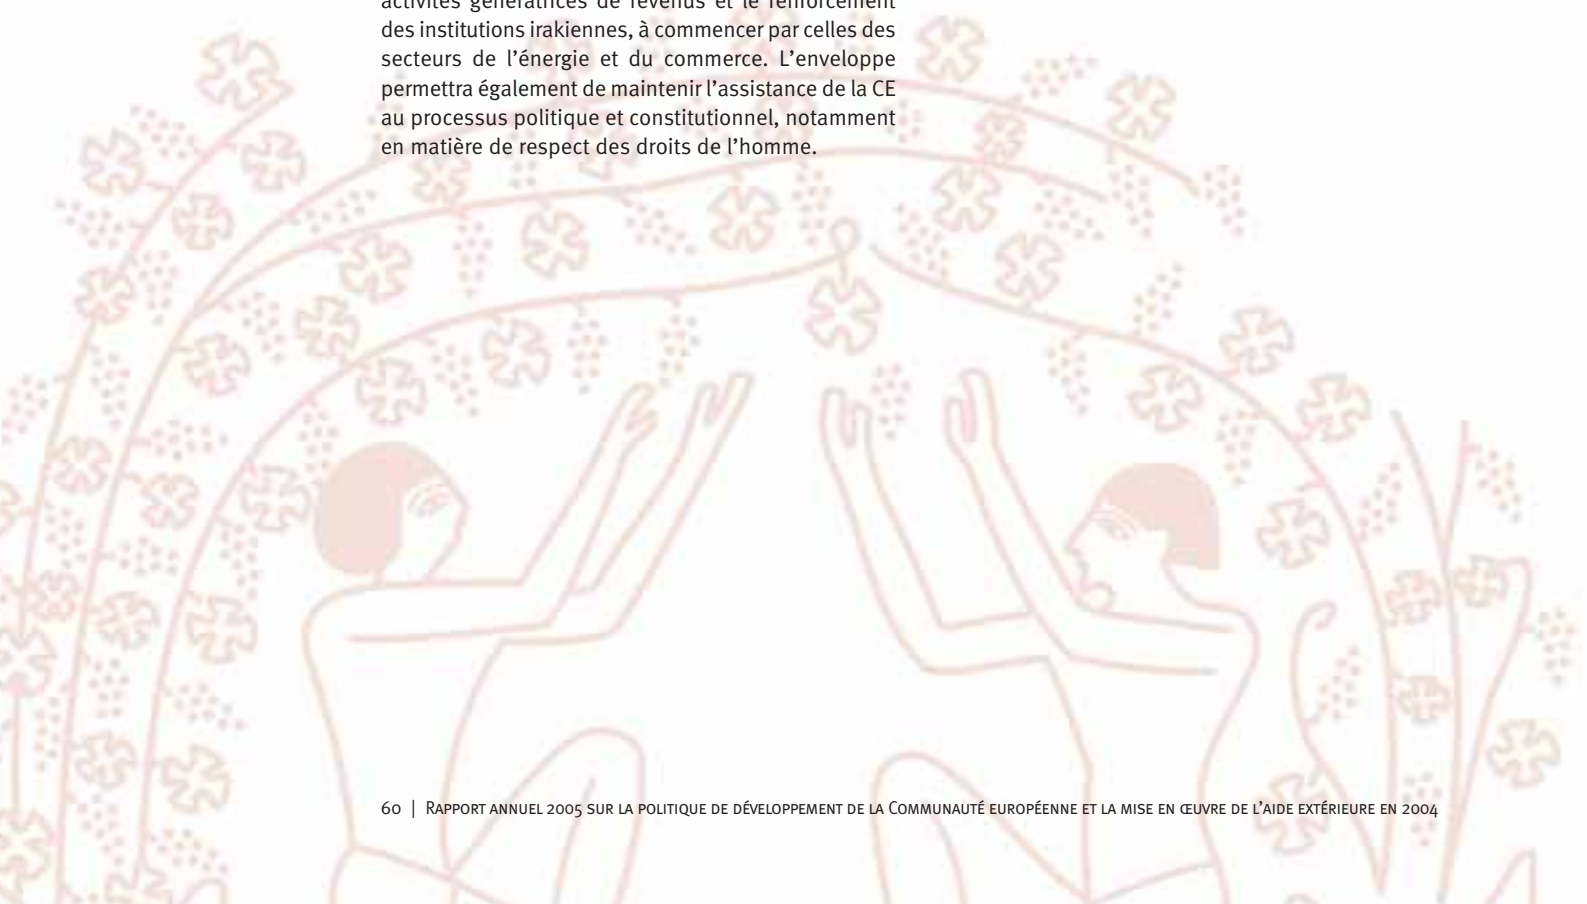 activités génératrices de revenus et le renforcement
des institutions irakiennes, à commencer par celles des
secteurs de l’énergie et du commerce. L’enveloppe
permettra également de maintenir l’assistance de la CE
au processus politique et constitutionnel, notamment
en matière de respect des droits de l’homme.
60 | Rapport annuel 2005 sur la politique de développement de la Communauté européenne et la mise en œuvre de l’aide extérieure en 2004